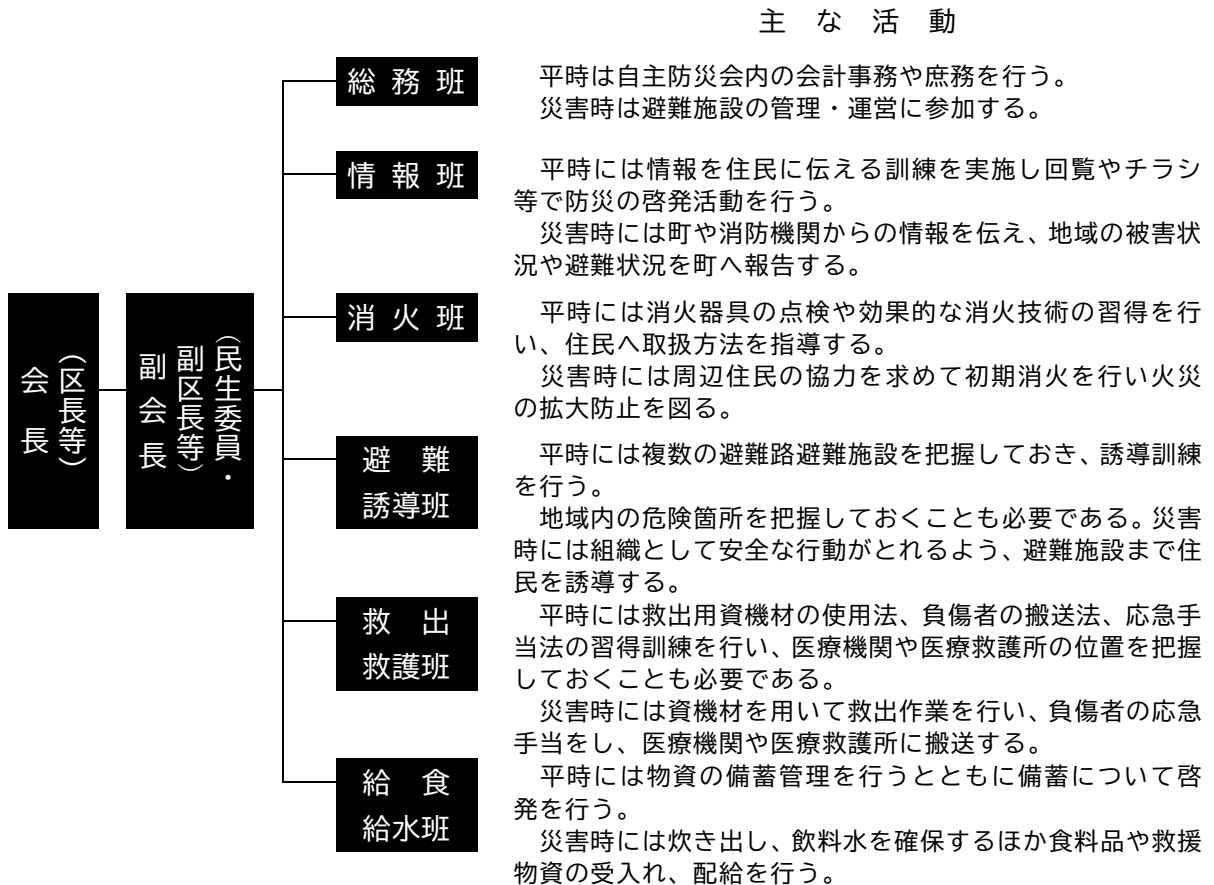 主な活動
会長
（区長等）
副会長
（民生委員・
副区長等）
総務班
平時は自主防災会内の会計事務や庶務を行う。
災害時は避難施設の管理・運営に参加する。
情報班
平時には情報を住民に伝える訓練を実施し回覧やチラシ
等で防災の啓発活動を行う。
災害時には町や消防機関からの情報を伝え、地域の被害状
況や避難状況を町へ報告する。
消火班
平時には消火器具の点検や効果的な消火技術の習得を行
い、住民へ取扱方法を指導する。
災害時には周辺住民の協力を求めて初期消火を行い火災
の拡大防止を図る。
避難
誘導班
平時には複数の避難路避難施設を把握しておき、誘導訓練
を行う。
地域内の危険箇所を把握しておくことも必要である。災害
時には組織として安全な行動がとれるよう、避難施設まで住
民を誘導する。
救出
救護班
平時には救出用資機材の使用法、負傷者の搬送法、応急手
当法の習得訓練を行い、医療機関や医療救護所の位置を把握
しておくことも必要である。
災害時には資機材を用いて救出作業を行い、負傷者の応急
手当をし、医療機関や医療救護所に搬送する。
給食
給水班
平時には物資の備蓄管理を行うとともに備蓄について啓
発を行う。
災害時には炊き出し、飲料水を確保するほか食料品や救援
物資の受入れ、配給を行う。